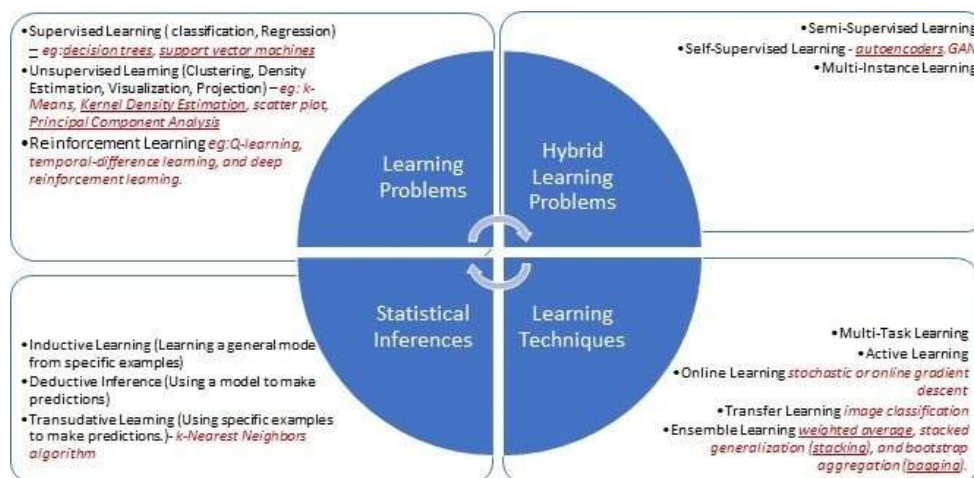 •Supervised Learning ( classification, Regression)
– eg:decision trees, support vector machines
•Unsupervised Learning (Clustering, Density
Estimation, Visualization, Projection) – eg: k-
Means, Kernel Density Estimation, scatter plot,
Principal Component Analysis
•Reinforcement Learning eg:Q-learning,
temporal-difference learning, and deep
reinforcement learning.
Learning
Problems
•Semi-Supervised Learning
•Self-Supervised Learning - autoencoders.GAN
•Multi-Instance Learning
Hybrid
Learning
Problems
Statistical
Inferences
•Inductive Learning (Learning a general mode
from specific examples)
•Deductive Inference (Using a model to make
predictions)
•Transudative Learning (Using specific examples
to make predictions.)- k-Nearest Neighbors
algorithm
Learning
Techniques
•Multi-Task Learning
•Active Learning
•Online Learning stochastic or online gradient
descent
•Transfer Learning image classification
•Ensemble Learning weighted average, stacked
generalization (stacking), and bootstrap
aggregation (bagging).